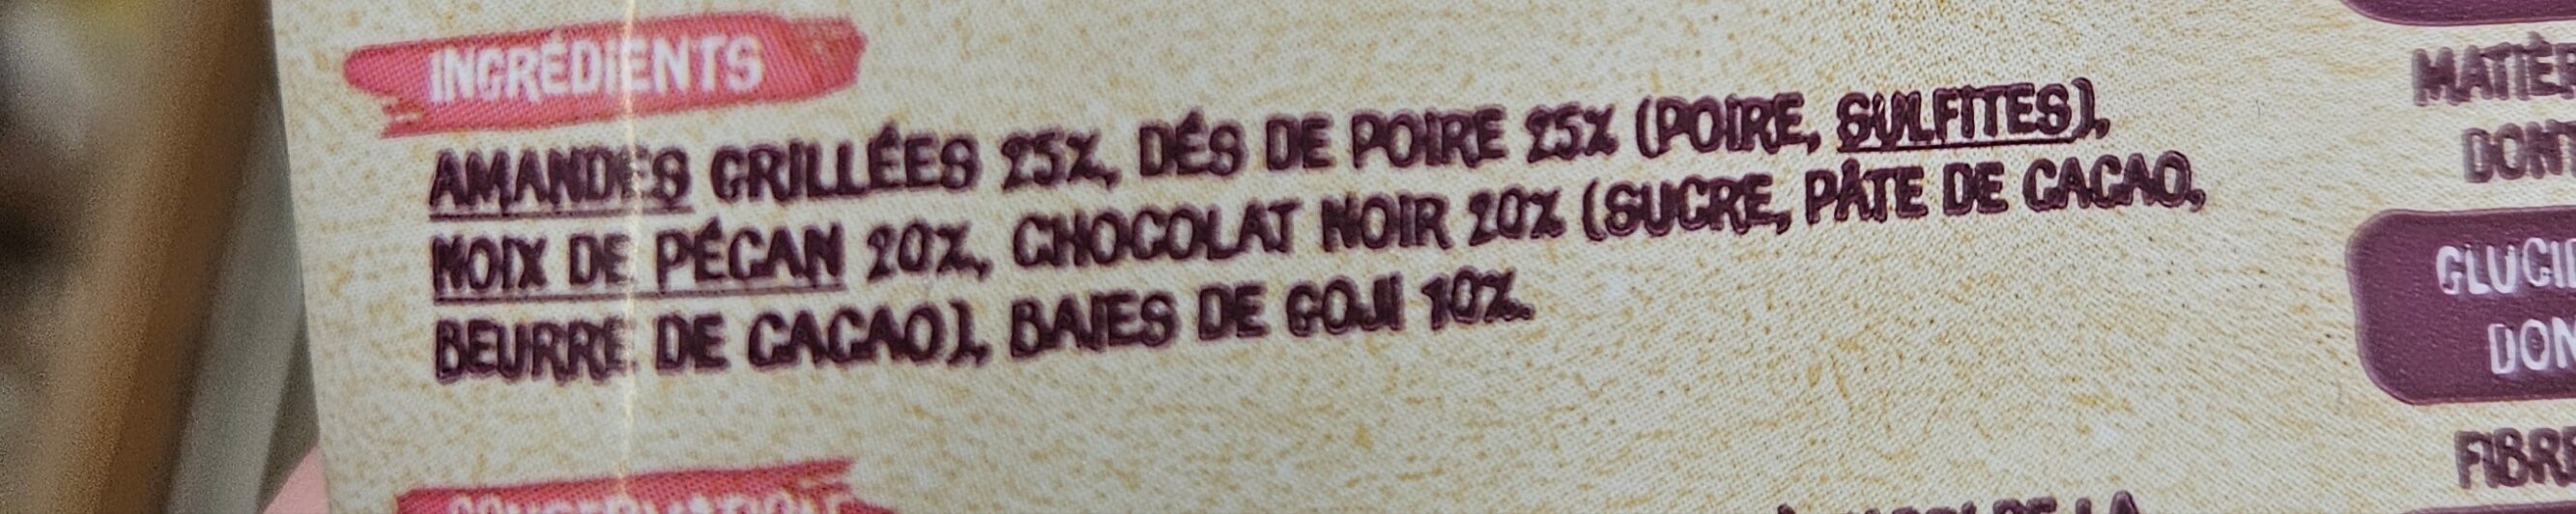 INGRÉDIENTS
AMANDES GRILLÉES 25%, DÉS DE POIRE 25% (POIRE, SULFITES),
NOIX DE PÉCAN 20%, CHOCOLAT NOIR 20% (SUCRE, PÂTE DE CACAO,
BEURRE DE CACAO), BAIES DE GOJI 10%.